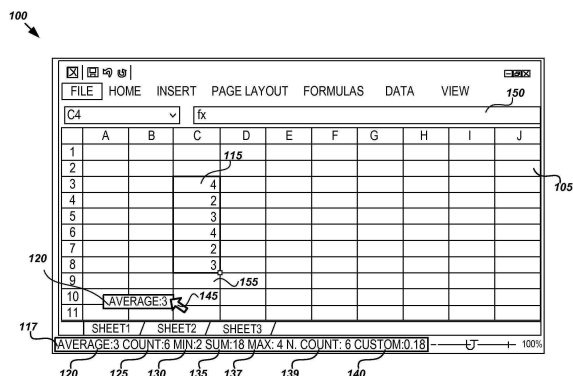 100
FILE HOME INSERT PAGE LAYOUT FORMULAS DATA VIEW 150
C4 fx
A B C D E F G H I J
1 115
2
3 4
105
4 2
5 3
6 4
7 2
8 3
120
9 155
10 AVERAGE:3 145
11
117 SHEET1 / SHEET2 / SHEET3 /
AVERAGE:3 COUNT:6 MIN:2 SUM:18 MAX: 4 N. COUNT: 6 CUSTOM:0.18 - + 100%
120 125 130 135 137 139 140